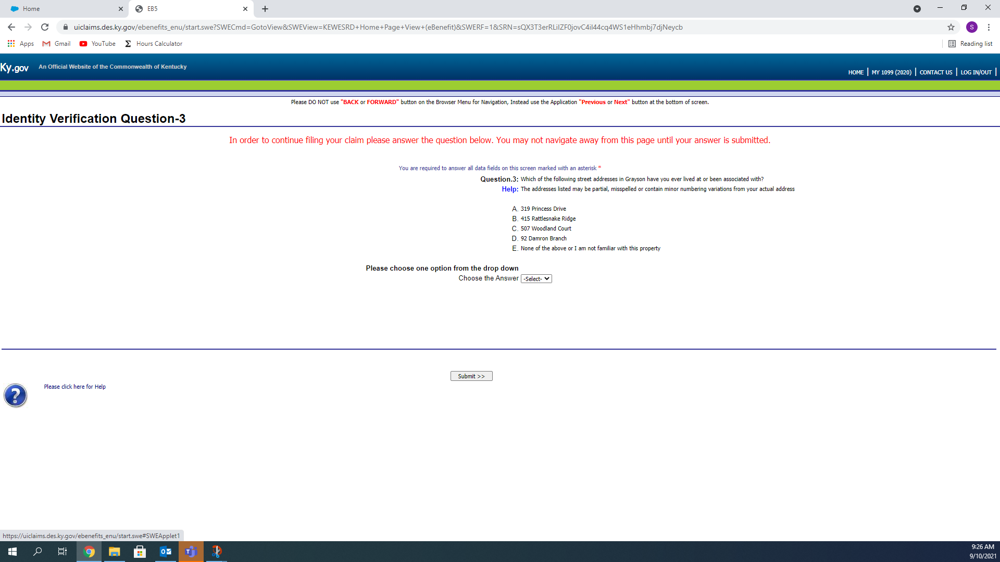 Home
EB5
uiclaims.des.ky.gov/ebenefits_enu/start.swe?SWECmd=GotoView&SWEView=KEWESRD+Home+Page+View+(eBenefit)&SWERF=1&SRN=sQX3T3erRLiIZF0jovC4il44cq4WS1eHhmbj7djNeycb
S
Apps Gmail YouTube Hours Calculator Reading list
Ky.gov An Official Website of the Commonwealth of Kentucky
HOME | MY 1099 (2020) | CONTACT US | LOG IN/OUT |
Please DO NOT use "BACK or FORWARD" button on the Browser Menu for Navigation, Instead use the Application "Previous or Next" button at the bottom of screen.
Identity Verification Question-3
In order to continue filing your claim please answer the question below. You may not navigate away from this page until your answer is submitted.
You are required to answer all data fields on this screen marked with an asterisk *
Question.3: Which of the following street addresses in Grayson have you ever lived at or been associated with?
Help: The addresses listed may be partial, misspelled or contain minor numbering variations from your actual address
A. 319 Princess Drive
B. 415 Rattlesnake Ridge
C. 507 Woodland Court
D. 92 Damron Branch
E. None of the above or I am not familiar with this property
Please choose one option from the drop down
Choose the Answer -Select-
Submit >>
Please click here for Help
https://uiclaims.des.ky.gov/ebenefits_enu/start.swe#SWEApplet1
9:26 AM
9/10/2021